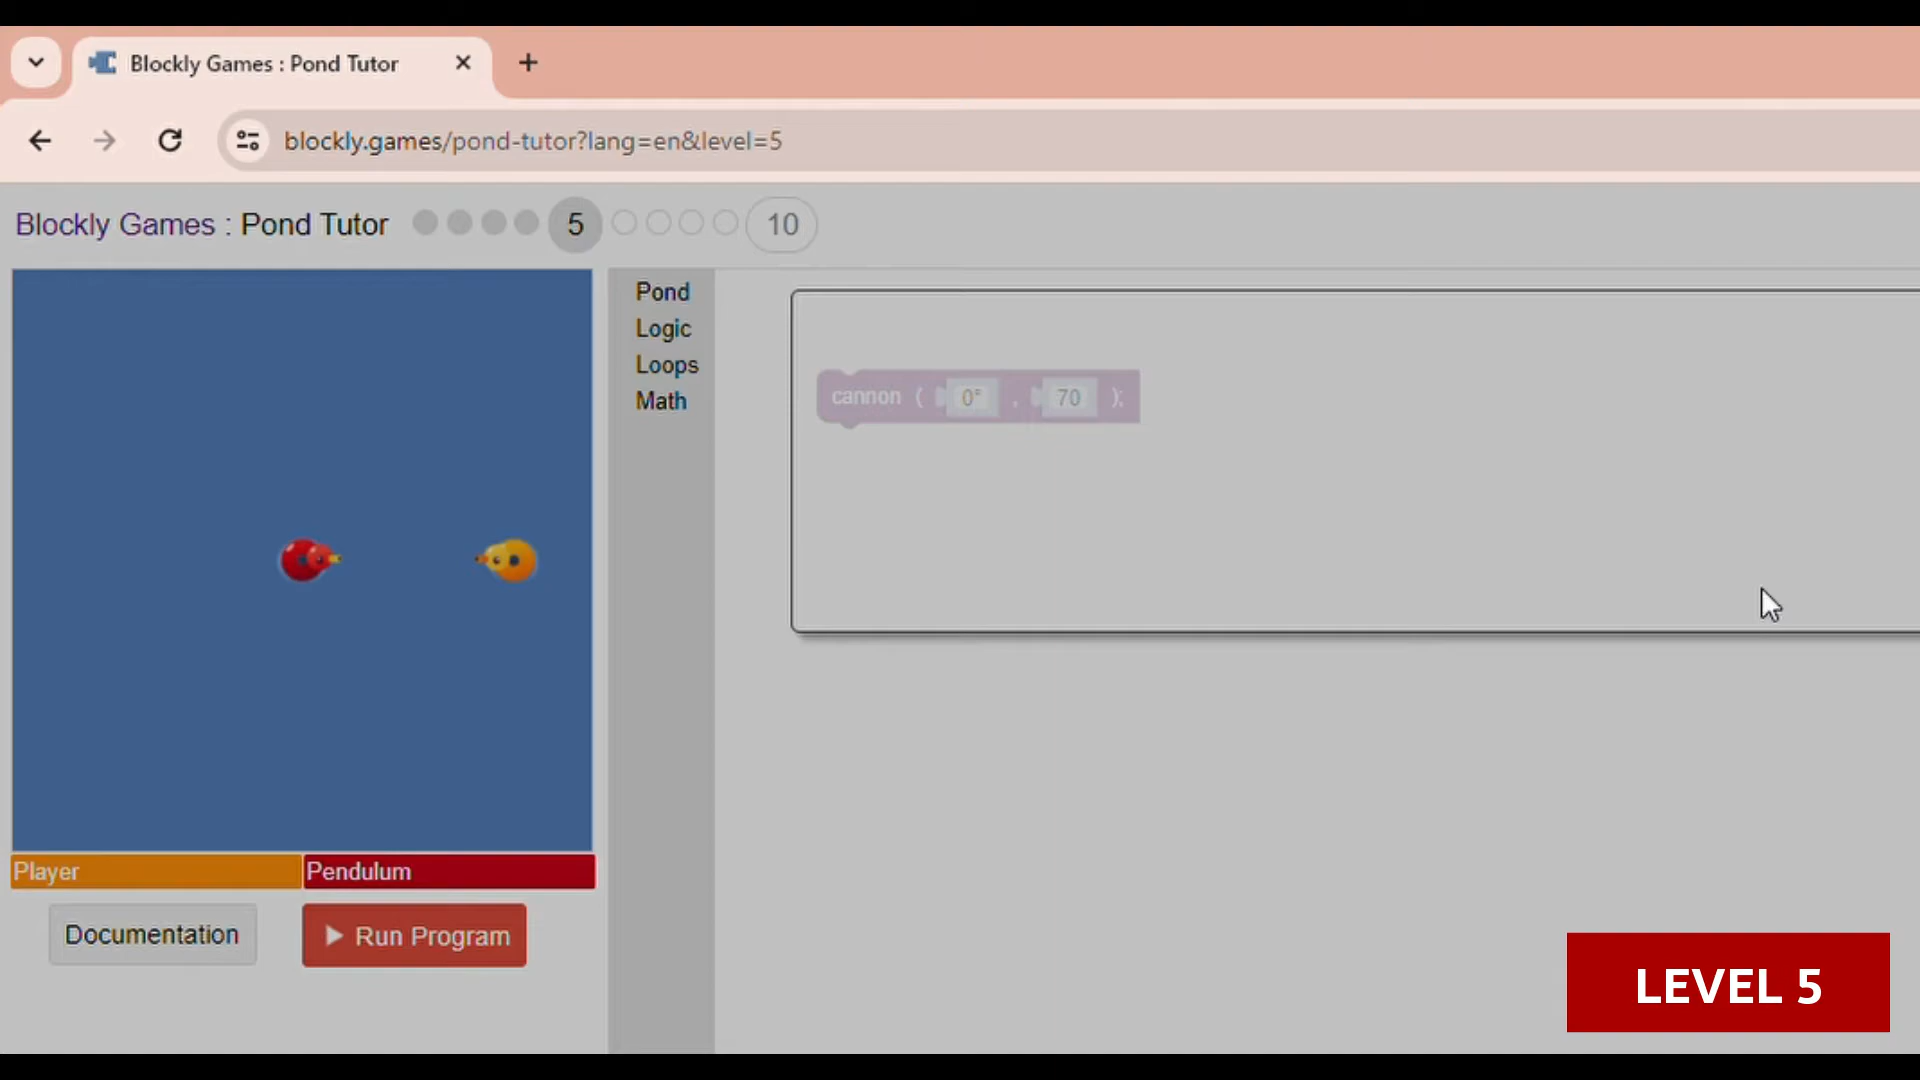 Blockly Games : Pond Tutor
blockly.games/pond-tutor?lang=en&level=5
Blockly Games : Pond Tutor 5 10
Pond
Logic
Loops
Math
cannon ( 0° , 70 );
Player Pendulum
Documentation Run Program
LEVEL 5